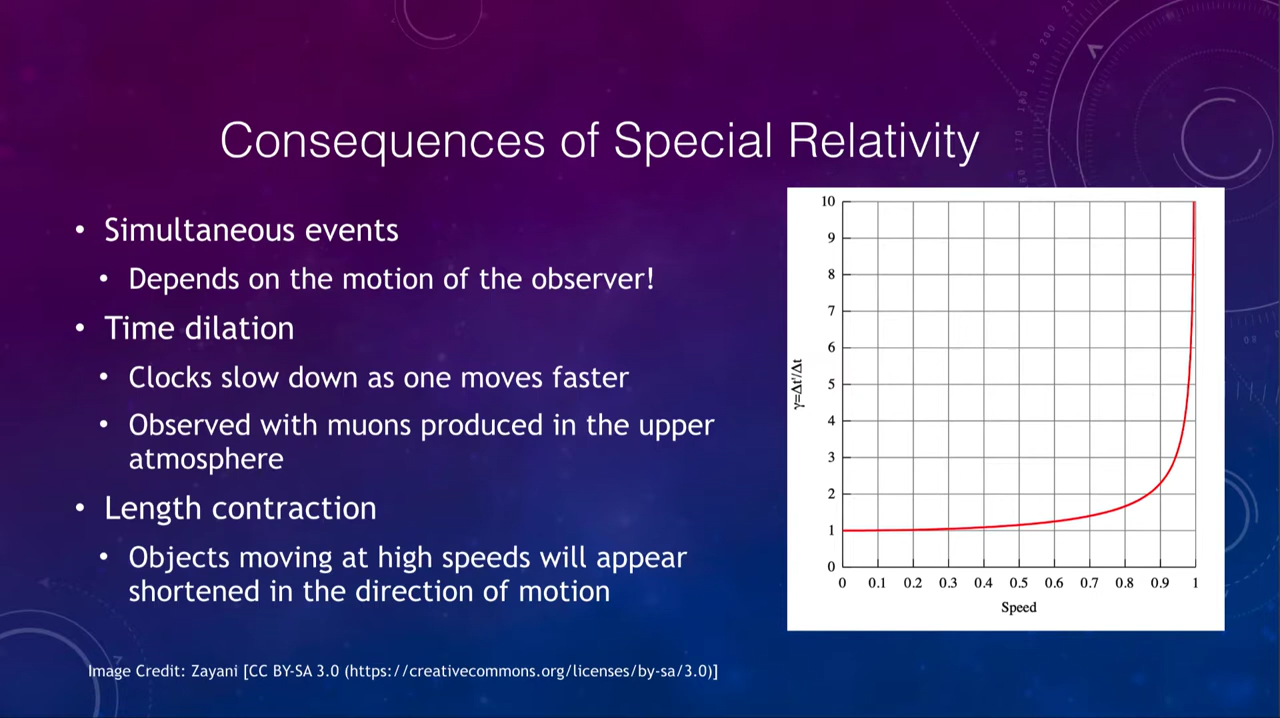 Consequences of Special Relativity
• Simultaneous events
• Depends on the motion of the observer!
• Time dilation
• Clocks slow down as one moves faster
• Observed with muons produced in the upper
atmosphere
• Length contraction
• Objects moving at high speeds will appear
shortened in the direction of motion
10
9
8
7
6
5
4
3
2
1
0
γ=Δt'/Δt
0 0.1 0.2 0.3 0.4 0.5 0.6 0.7 0.8 0.9 1
Speed
Image Credit: Zayani [CC BY-SA 3.0 (https://creativecommons.org/licenses/by-sa/3.0)]